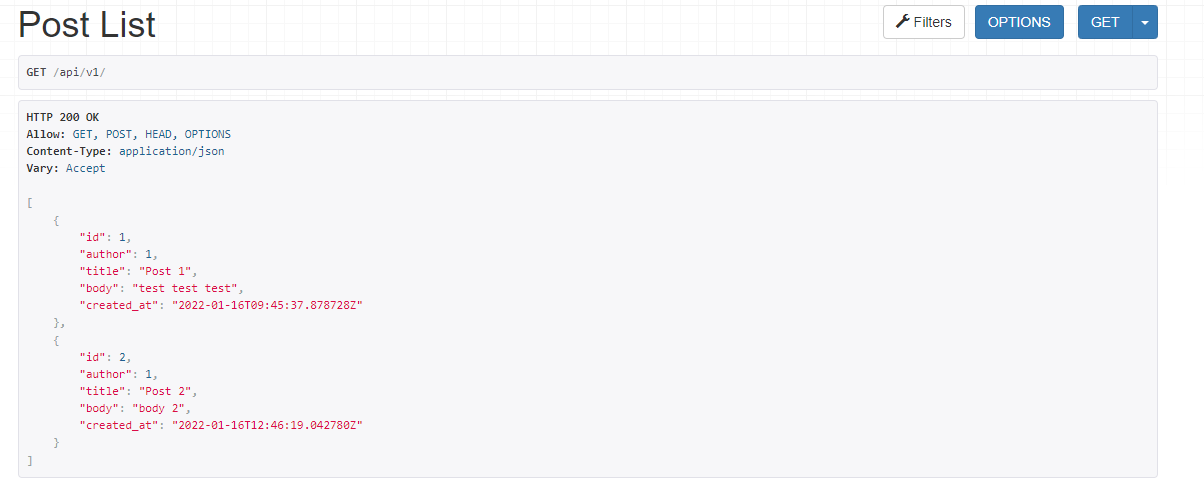 Post List
Filters
OPTIONS
GET
GET /api/v1/
HTTP 200 OK
Allow: GET, POST, HEAD, OPTIONS
Content-Type: application/json
Vary: Accept
[
    {
        "id": 1,
        "author": 1,
        "title": "Post 1",
        "body": "test test test",
        "created_at": "2022-01-16T09:45:37.878728Z"
    },
    {
        "id": 2,
        "author": 1,
        "title": "Post 2",
        "body": "body 2",
        "created_at": "2022-01-16T12:46:19.042780Z"
    }
]